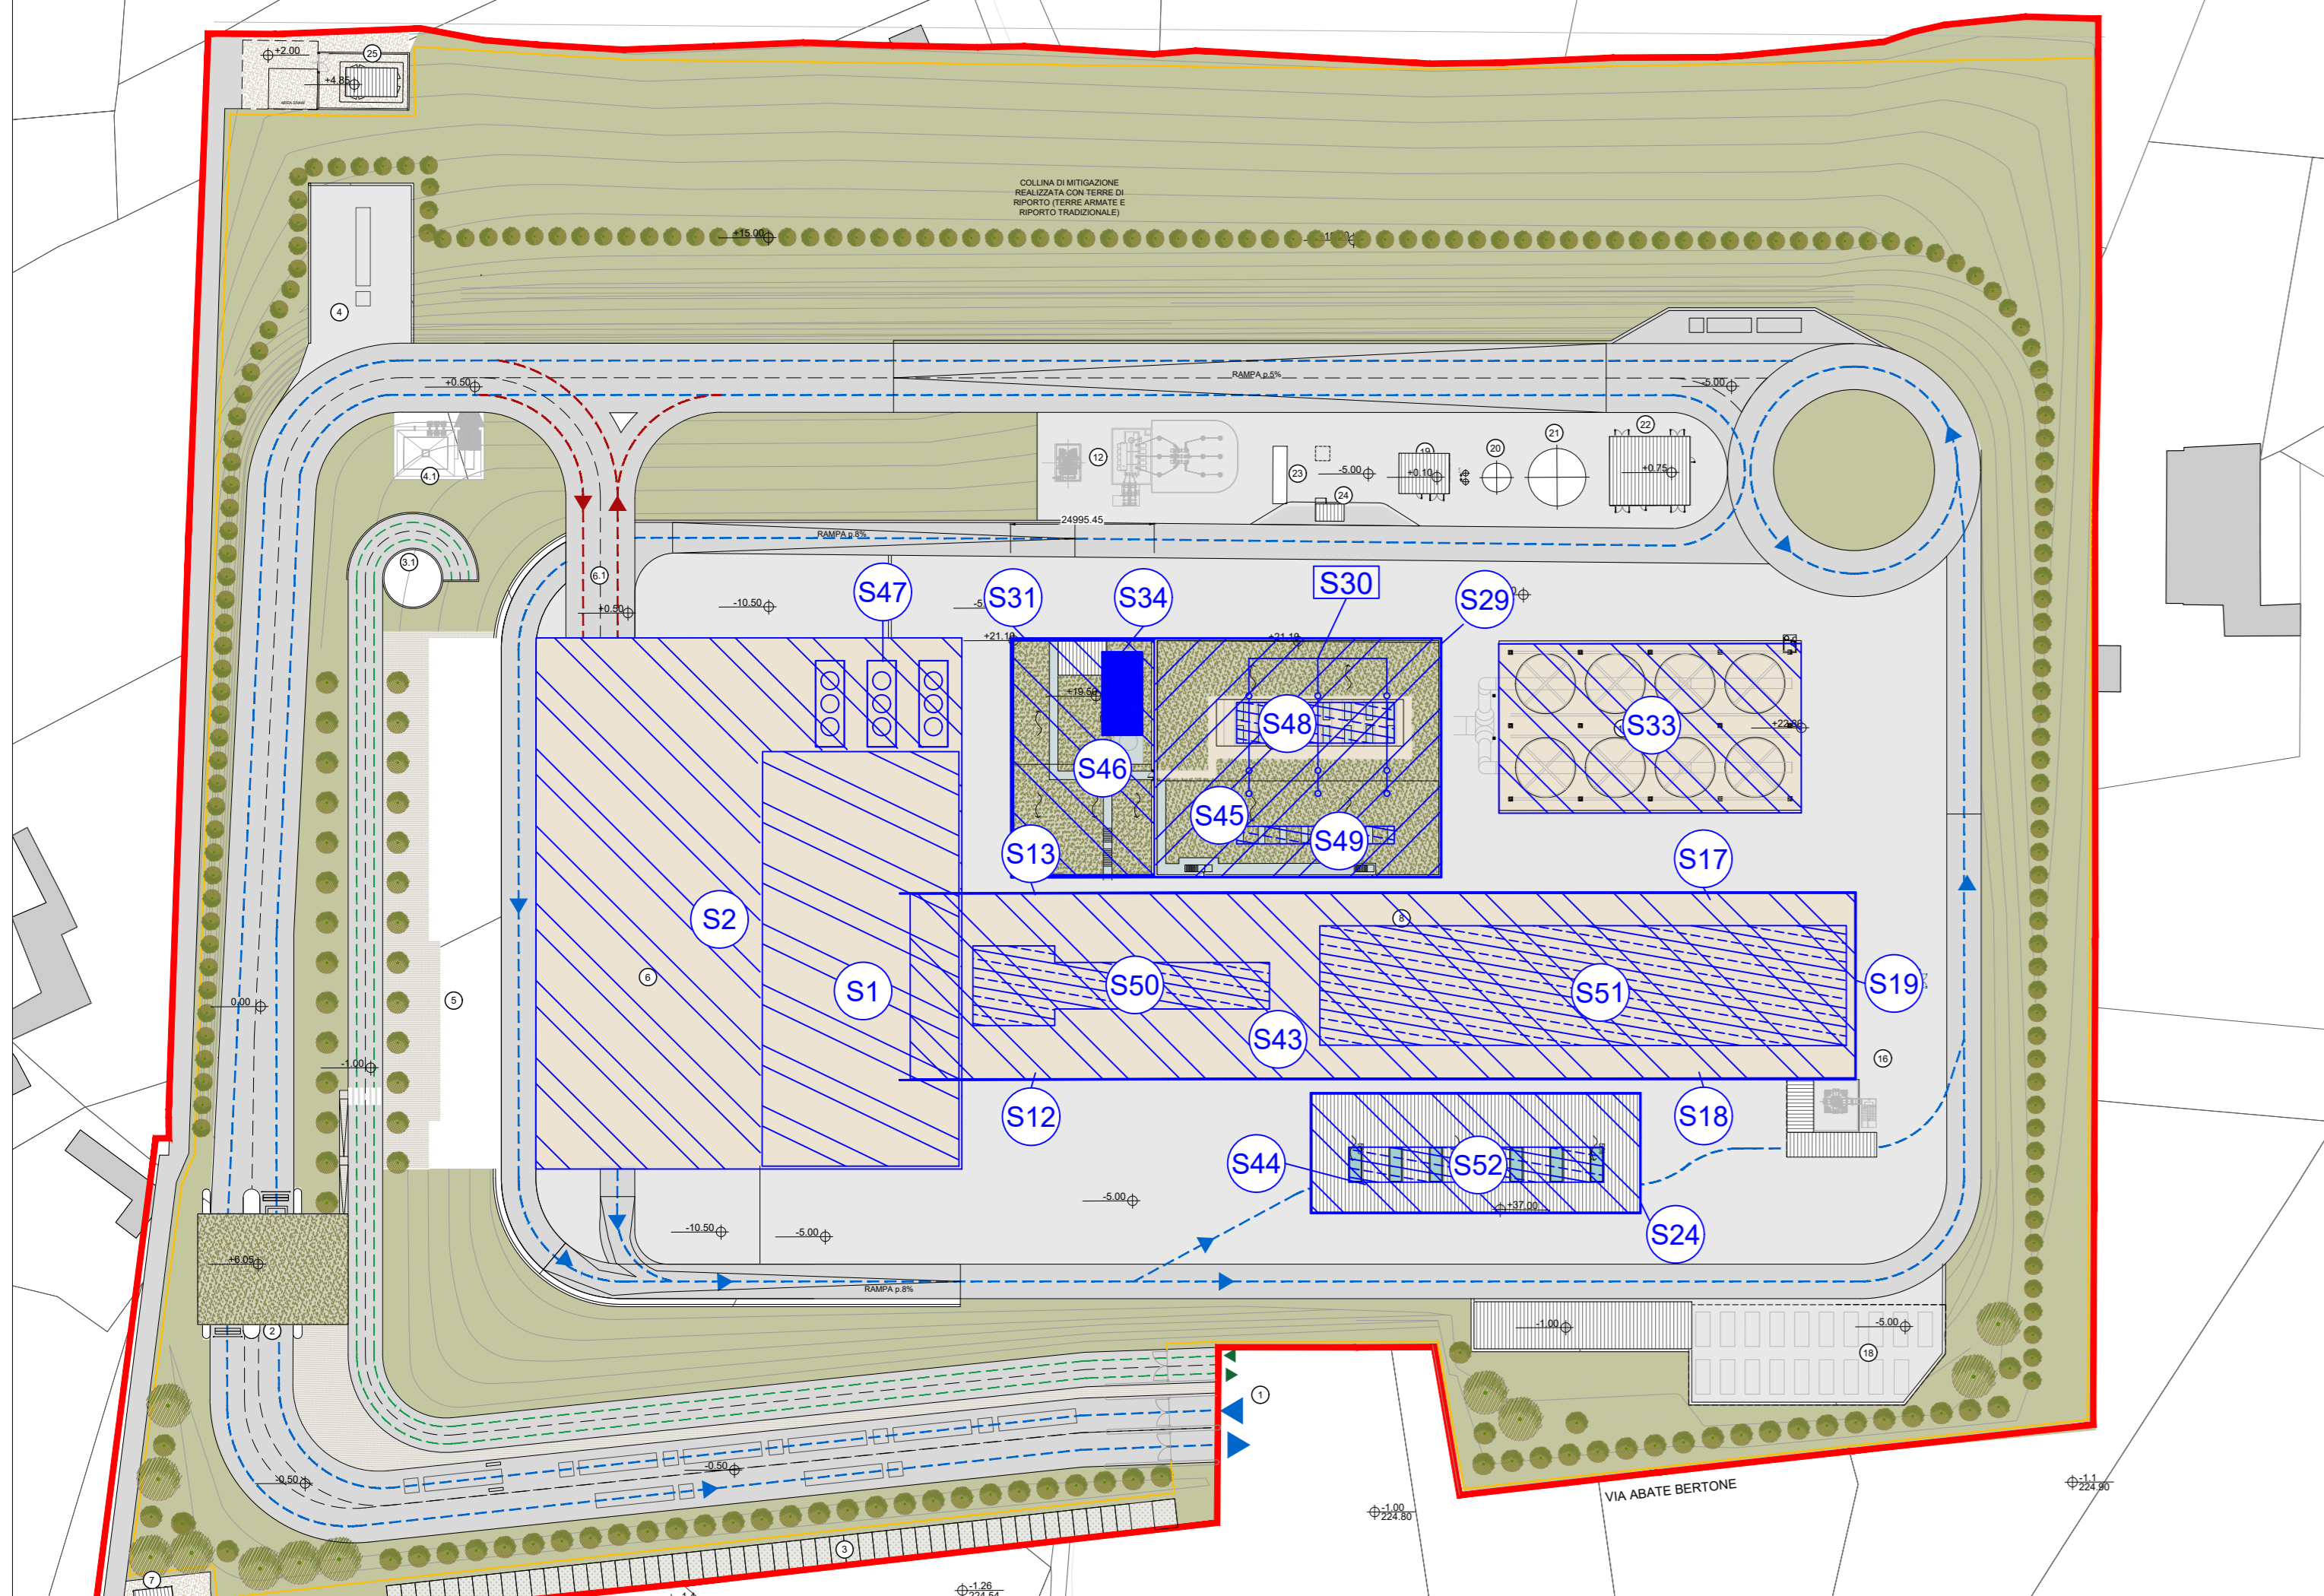 +2.00
25
+4.85
COLLINA DI MITIGAZIONE
REALIZZATA CON TERRE DI
RIPORTO (TERRE ARMATE E
RIPORTO TRADIZIONALE)
+15.00
4
+0.50
RAMPA p.5%
-5.00
4.1
12
23
-5.00
24
19
+0.10
20
21
22
+0.75
24995.45
RAMPA p.8%
3.1
6.1
+0.50
S47
-10.50
S31
S34
S30
S29
+21.10
+21.10
+19.50
S48
S46
S45
S49
S33
S13
S17
S2
S1
6
5
8
S50
S51
S43
S19
16
0.00
-1.00
S12
S18
S44
S52
+37.00
S24
-5.00
-10.50
-5.00
+6.05
RAMPA p.8%
2
-1.00
-5.00
18
1
-0.50
-0.50
VIA ABATE BERTONE
-1.1
224.90
-1.00
224.80
3
7
-1.26
224.54